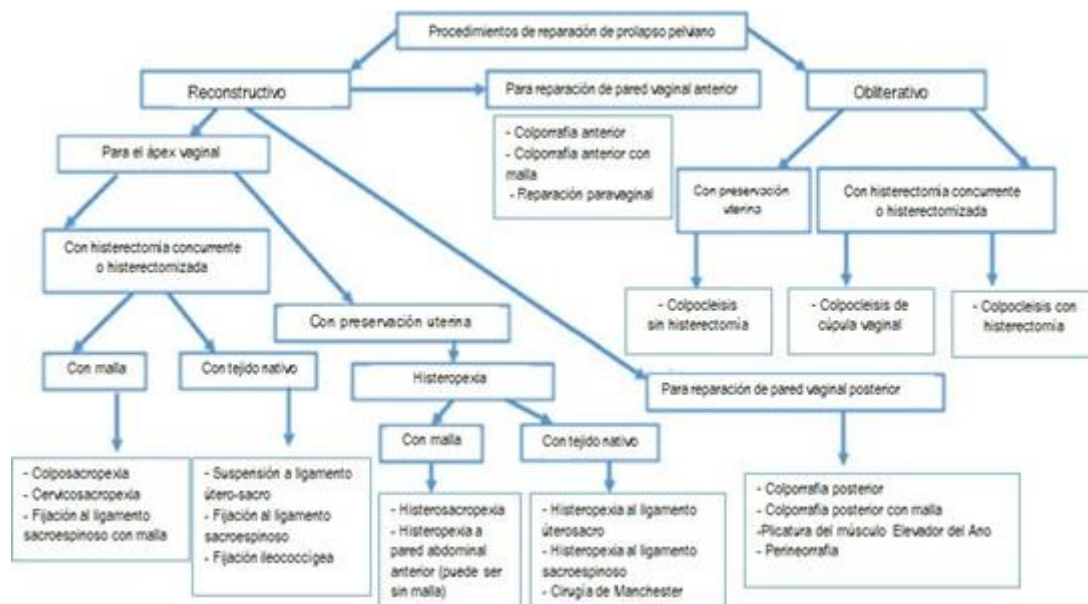 Procedimientos de reparación de prolapso pelviano
Reconstructivo
Para reparación de pared vaginal anterior
Obliterativo
- Colporrafía anterior
- Colporrafía anterior con
malla
- Reparación paravaginal
Para el ápex vaginal
Con preservación
uterina
Con histerectomía concurrente
o histerectomizada
Con histerectomía concurrente
o histerectomizada
- Colpocleisis
sin histerectomía
- Colpocleisis de
cúpula vaginal
- Colpocleisis con
histerectomía
Con preservación uterina
Con malla
Con tejido nativo
Histeropexia
Para reparación de pared vaginal posterior
Con malla
Con tejido nativo
- Colposacropexia
- Cervicosacropexia
- Fijación al ligamento
sacroespinoso con malla
- Suspensión a ligamento
útero-sacro
- Fijación al ligamento
sacroespinoso
- Fijación ileococcígea
- Histerosacropexia
- Histeropexia a
pared abdominal
anterior (puede ser
sin malla)
- Histeropexia al ligamento
úterosacro
- Histeropexia al ligamento
sacroespinoso
- Cirugía de Manchester
- Colporrafía posterior
- Colporrafía posterior con malla
-Plicatura del músculo Elevador del Ano
- Perineorrafia